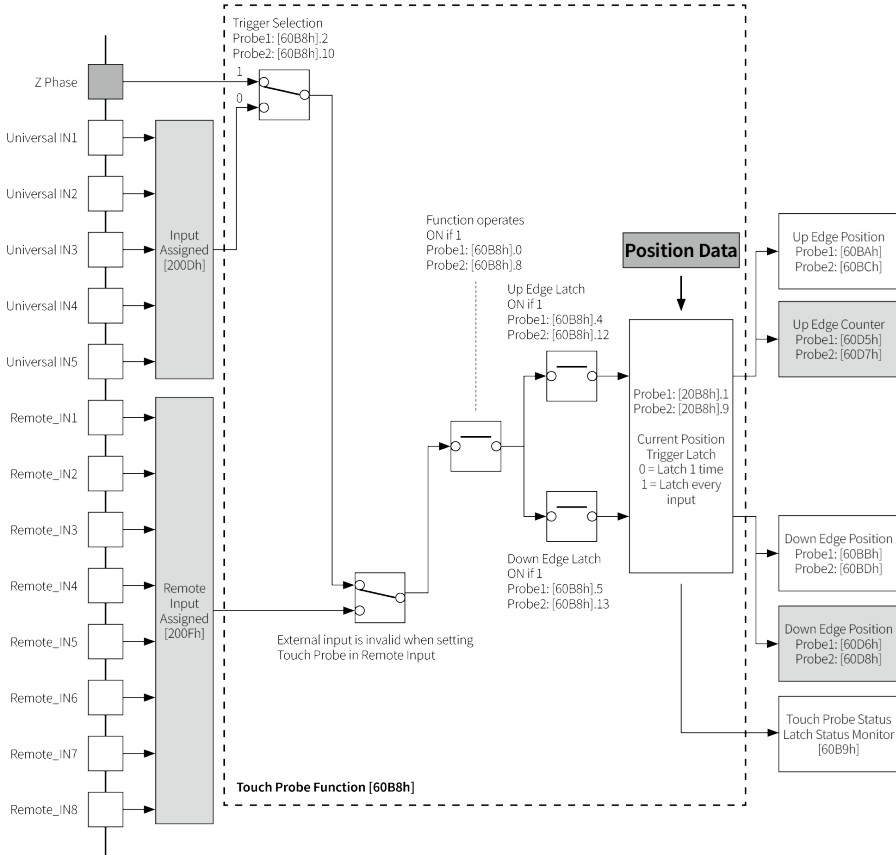 Trigger Selection
Probe1: [60B8h].2
Probe2: [60B8h].10
Z Phase
1
0
Universal IN1
Universal IN2
Universal IN3
Universal IN4
Universal IN5
Input
Assigned
[200Dh]
Remote_IN1
Remote_IN2
Remote_IN3
Remote_IN4
Remote_IN5
Remote_IN6
Remote_IN7
Remote_IN8
Remote
Input
Assigned
[200Fh]
External input is invalid when setting
Touch Probe in Remote Input
Function operates
ON if 1
Probe1: [60B8h].0
Probe2: [60B8h].8
Up Edge Latch
ON if 1
Probe1: [60B8h].4
Probe2: [60B8h].12
Down Edge Latch
ON if 1
Probe1: [60B8h].5
Probe2: [60B8h].13
Position Data
Probe1: [20B8h].1
Probe2: [20B8h].9
Current Position
Trigger Latch
0 = Latch 1 time
1 = Latch every
input
Up Edge Position
Probe1: [60BAh]
Probe2: [60BCh]
Up Edge Counter
Probe1: [60D5h]
Probe2: [60D7h]
Down Edge Position
Probe1: [60BBh]
Probe2: [60BDh]
Down Edge Position
Probe1: [60D6h]
Probe2: [60D8h]
Touch Probe Status
Latch Status Monitor
[60B9h]
Touch Probe Function [60B8h]